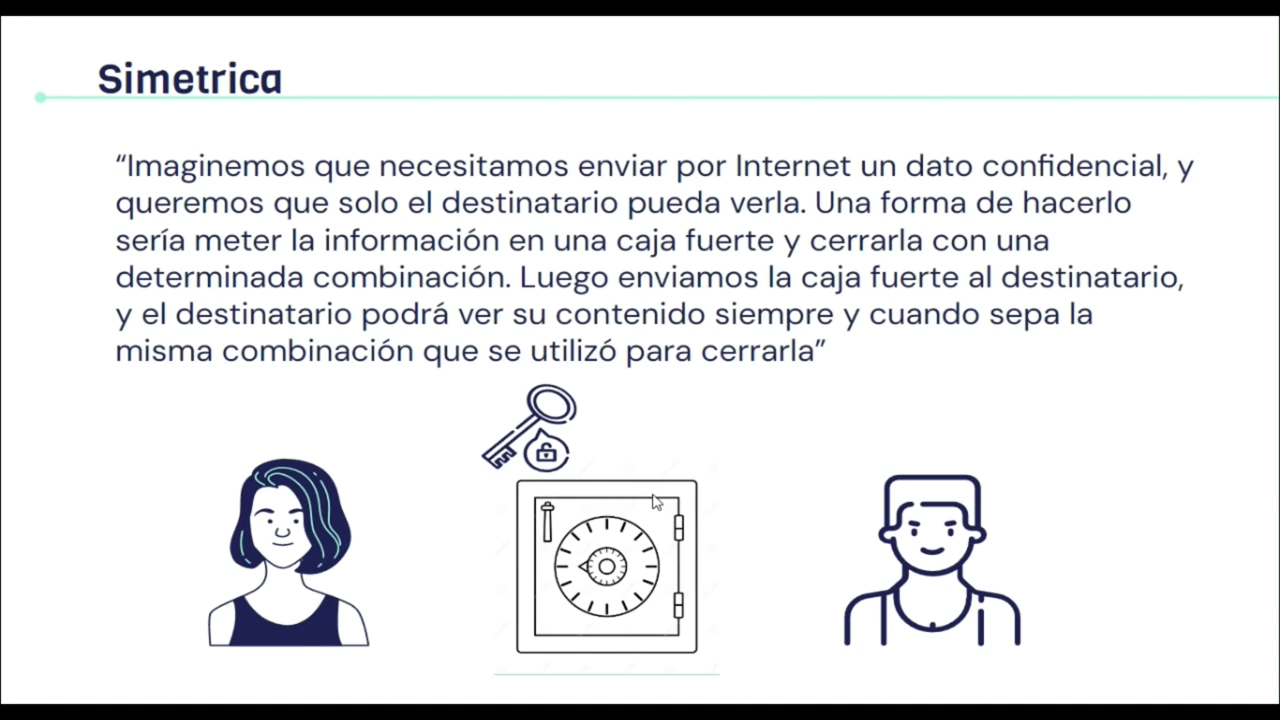 Simetrica
“Imaginemos que necesitamos enviar por Internet un dato confidencial, y
queremos que solo el destinatario pueda verla. Una forma de hacerlo
sería meter la información en una caja fuerte y cerrarla con una
determinada combinación. Luego enviamos la caja fuerte al destinatario,
y el destinatario podrá ver su contenido siempre y cuando sepa la
misma combinación que se utilizó para cerrarla”